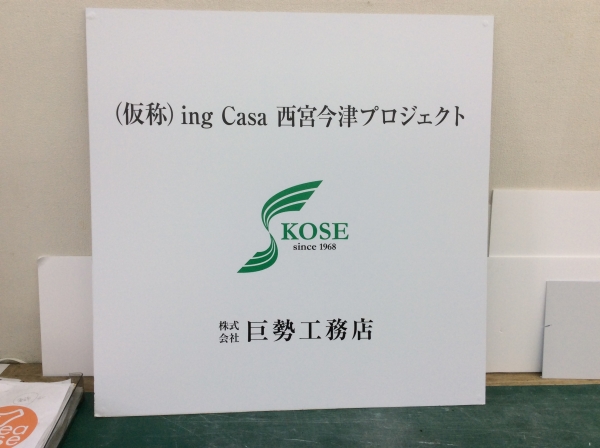 (仮称) ing Casa 西宮今津プロジェクト
KOSE
since 1968
株式会社 巨勢工務店